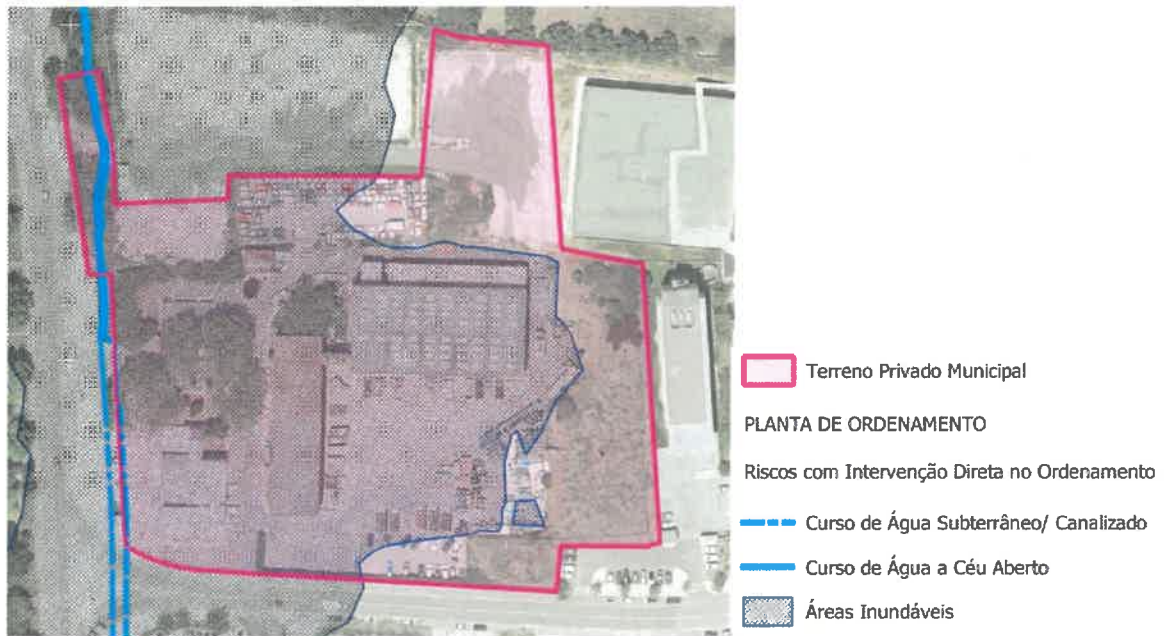 Terreno Privado Municipal
PLANTA DE ORDENAMENTO
Riscos com Intervenção Direta no Ordenamento
Curso de Água Subterrâneo/ Canalizado
Curso de Água a Céu Aberto
Áreas Inundáveis